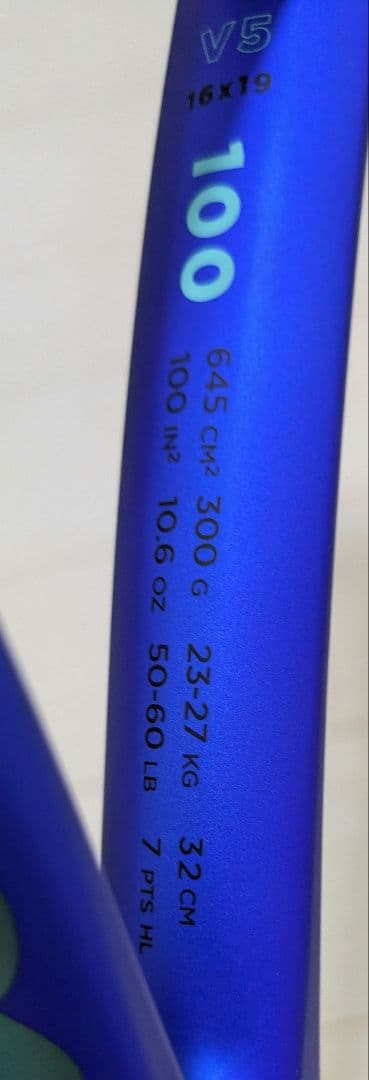 V5
16x19
100
645 CM² 300 G 23-27 KG 32 CM
100 IN² 10.6 OZ 50-60 LB 7 PTS HL